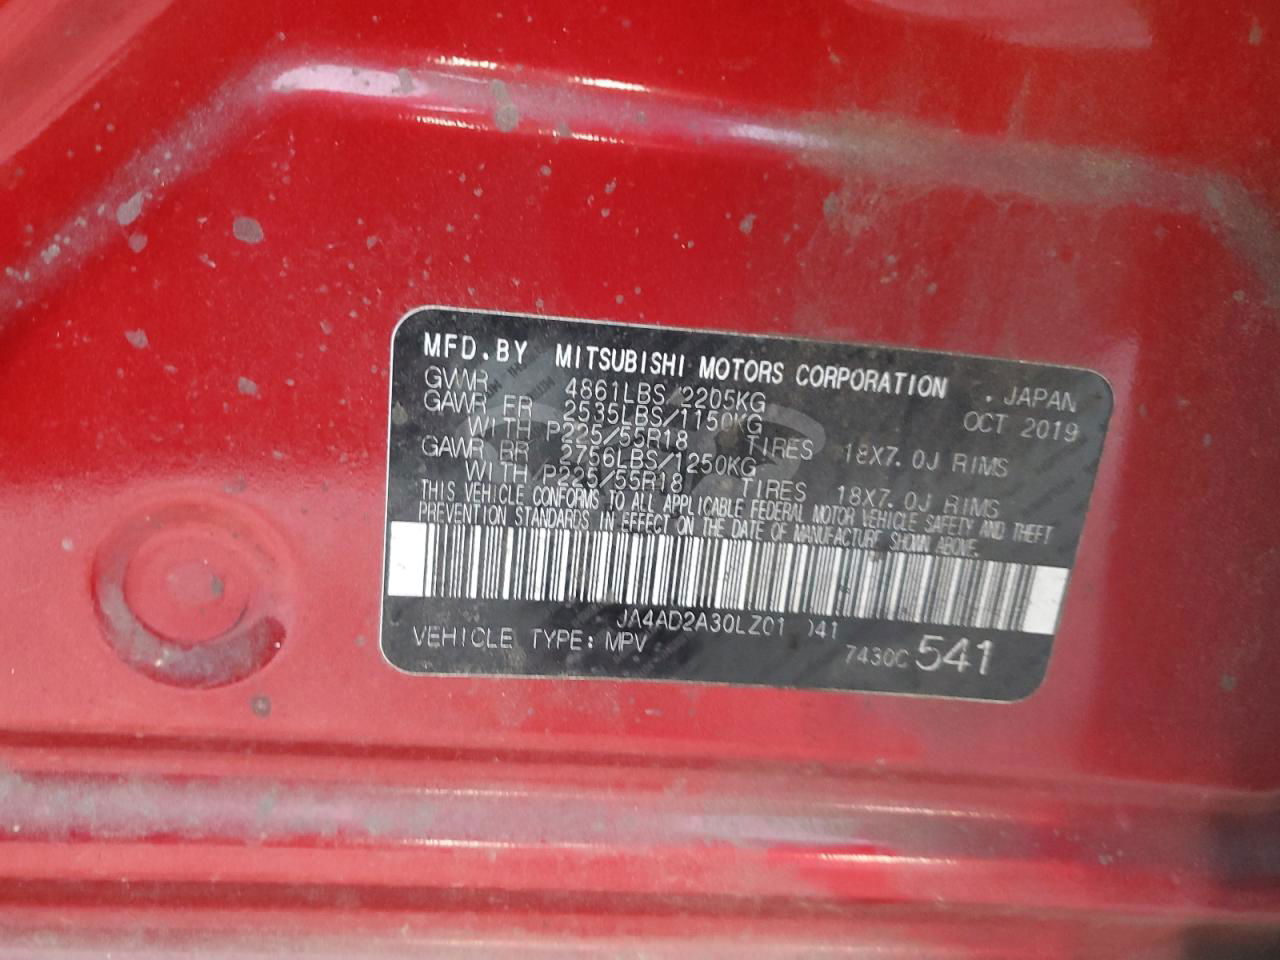 MFD.BY MITSUBISHI MOTORS CORPORATION , JAPAN
GVWR 4861LBS/2205KG OCT 2019
GAWR FR 2535LBS/1150KG
WITH P225/55R18 TIRES 18X7.0J RIMS
GAWR RR 2756LBS/1250KG
WITH P225/55R18 TIRES 18X7.0J RIMS
THIS VEHICLE CONFORMS TO ALL APPLICABLE FEDERAL MOTOR VEHICLE SAFETY AND THEFT
PREVENTION STANDARDS IN EFFECT ON THE DATE OF MANUFACTURE SHOWN ABOVE.
VEHICLE TYPE: MPV 7430C 541